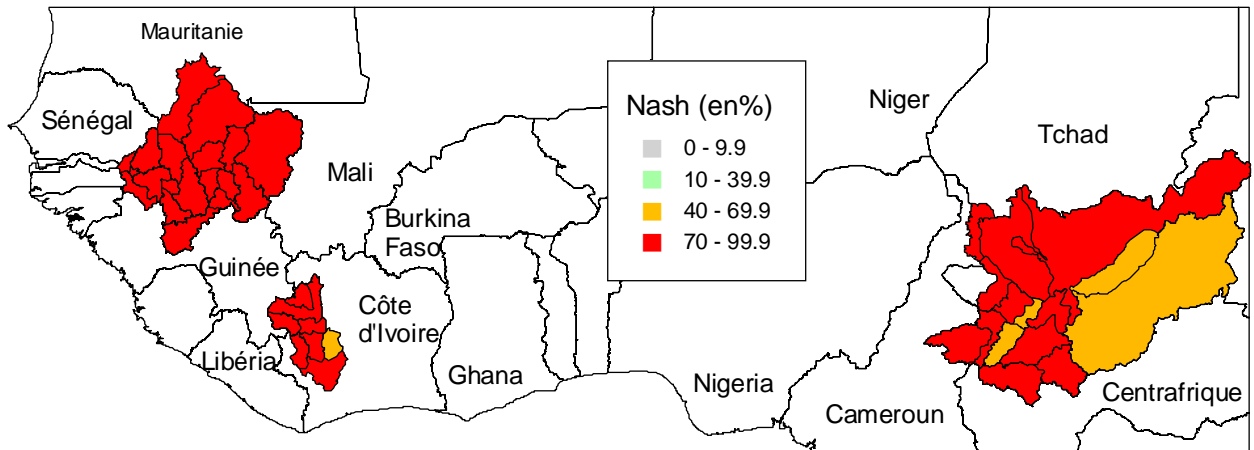 Mauritanie
Sénégal
Mali
Burkina
Faso
Guinée
Côte
d'Ivoire
Libéria
Ghana
Nigeria
Niger
Tchad
Cameroun
Centrafrique
Nash (en%)
0 - 9.9
10 - 39.9
40 - 69.9
70 - 99.9